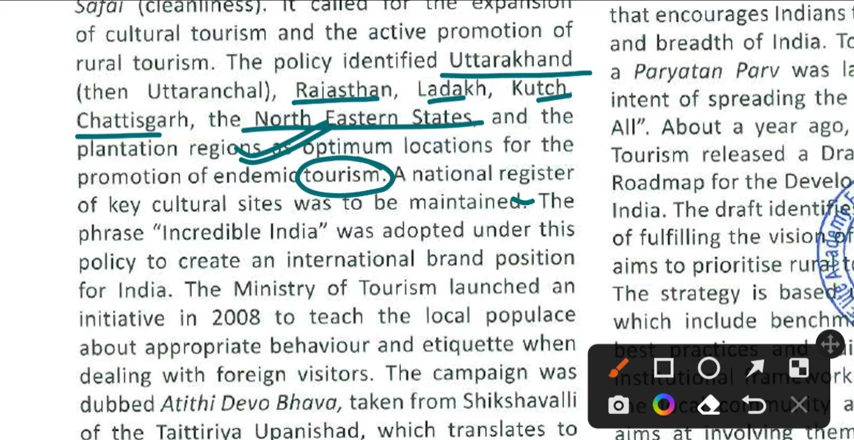 Safai (cleanliness). It called for the expansion
of cultural tourism and the active promotion of
rural tourism. The policy identified Uttarakhand
(then Uttaranchal), Rajasthan, Ladakh, Kutch
Chattisgarh, the North Eastern States, and the
plantation regions as optimum locations for the
promotion of endemic tourism. A national register
of key cultural sites was to be maintained. The
phrase “Incredible India” was adopted under this
policy to create an international brand position
for India. The Ministry of Tourism launched an
initiative in 2008 to teach the local populace
about appropriate behaviour and etiquette when
dealing with foreign visitors. The campaign was
dubbed Atithi Devo Bhava, taken from Shikshavalli
of the Taittiriya Upanishad, which translates to
that encourages Indians
and breadth of India.
a Paryatan Parv was
intent of spreading the
All”. About a year ago,
Tourism released a
Roadmap for the
India. The draft
of fulfilling the vision of
aims to prioritise rural
The strategy is based
which include
best practices and
institutional framework
community
aims at involving them